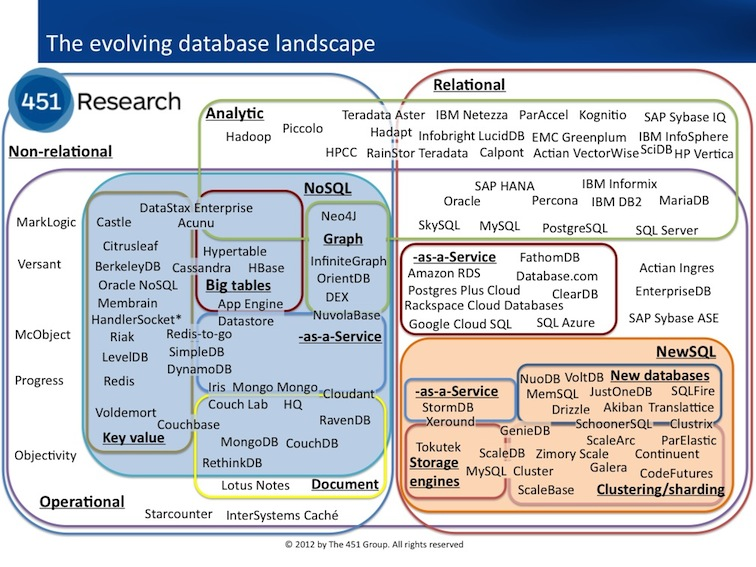 The evolving database landscape
451 Research
Relational
Analytic
Teradata Aster IBM Netezza ParAccel Kognitio SAP Sybase IQ
Hadoop Piccolo Hadapt Infobright LucidDB EMC Greenplum IBM InfoSphere
HPCC RainStor Teradata Calpont Actian VectorWise SciDB HP Vertica
Non-relational
NoSQL
SAP HANA IBM Informix
Oracle Percona IBM DB2 MariaDB
SkySQL MySQL PostgreSQL SQL Server
MarkLogic
Versant
McObject
Progress
Objectivity
Operational
Starcounter InterSystems Caché
DataStax Enterprise
Acunu
Castle
Citrusleaf
BerkeleyDB
Oracle NoSQL
Membrain
HandlerSocket*
Riak
LevelDB
Redis
Voldemort
Couchbase
Key value
Redis-to-go
SimpleDB
DynamoDB
Hypertable
Cassandra HBase
Big tables
App Engine
Datastore
Neo4J
Graph
InfiniteGraph
OrientDB
DEX
NuvolaBase
-as-a-Service
Iris Mongo Mongo Cloudant
Couch Lab HQ
RavenDB
MongoDB CouchDB
RethinkDB
Lotus Notes Document
-as-a-Service FathomDB
Amazon RDS Database.com
Postgres Plus Cloud ClearDB
Rackspace Cloud Databases
Google Cloud SQL SQL Azure
Actian Ingres
EnterpriseDB
SAP Sybase ASE
NewSQL
-as-a-Service
StormDB
Xeround
NuoDB VoltDB New databases
MemSQL JustOneDB SQLFire
Drizzle Akiban Translattice
SchoonerSQL Clustrix
GenieDB
Tokutek
Storage
engines
ScaleArc ParElastic
ScaleDB Zimory Scale Continuent
MySQL Cluster Galera CodeFutures
ScaleBase Clustering/sharding
© 2012 by The 451 Group. All rights reserved